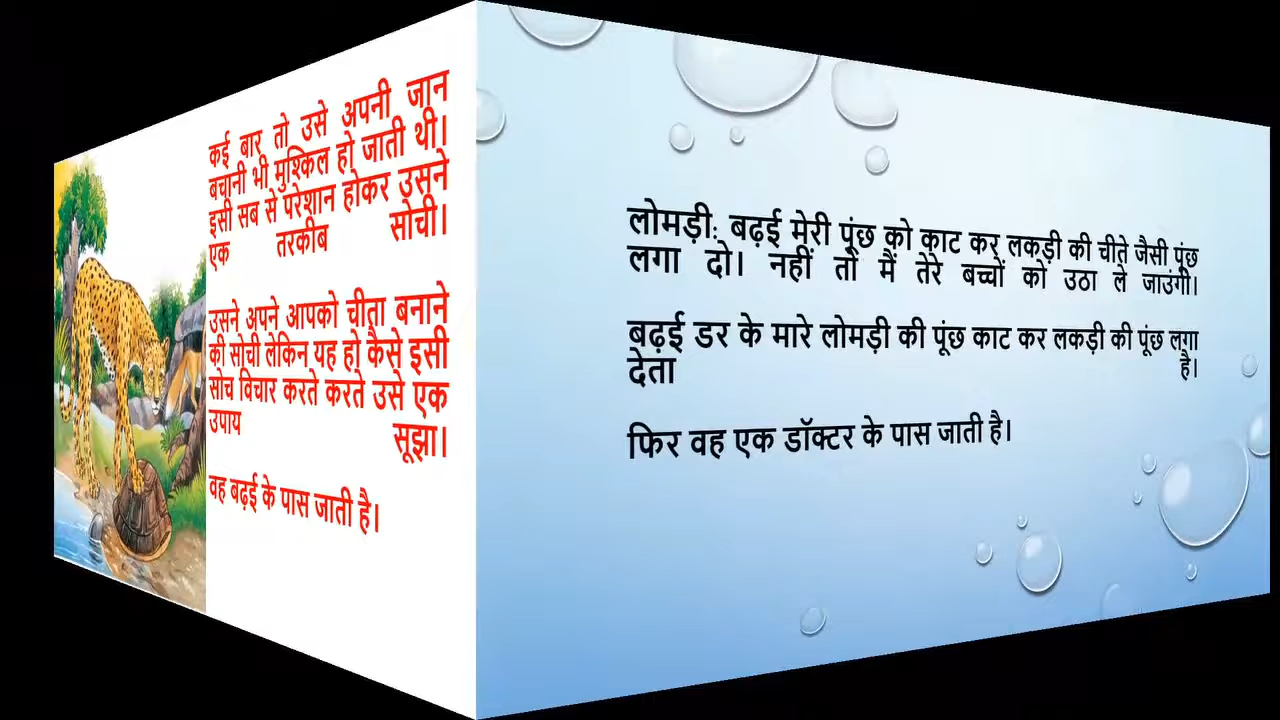 कई बार तो उसे अपनी जान
बचानी भी मुश्किल हो जाती थी।
इसी सब से परेशान होकर उसने
एक तरकीब सोची।
उसने अपने आपको चीता बनाने
की सोची लेकिन यह हो कैसे इसी
सोच विचार करते करते उसे एक
उपाय सूझा।
वह बढ़ई के पास जाती है।
लोमड़ी: बढ़ई मेरी पूंछ को काट कर लकड़ी की चीते जैसी पूंछ
लगा दो। नहीं तो मैं तेरे बच्चों को उठा ले जाउंगी।
बढ़ई डर के मारे लोमड़ी की पूंछ काट कर लकड़ी की पूंछ लगा
देता है।
फिर वह एक डॉक्टर के पास जाती है।